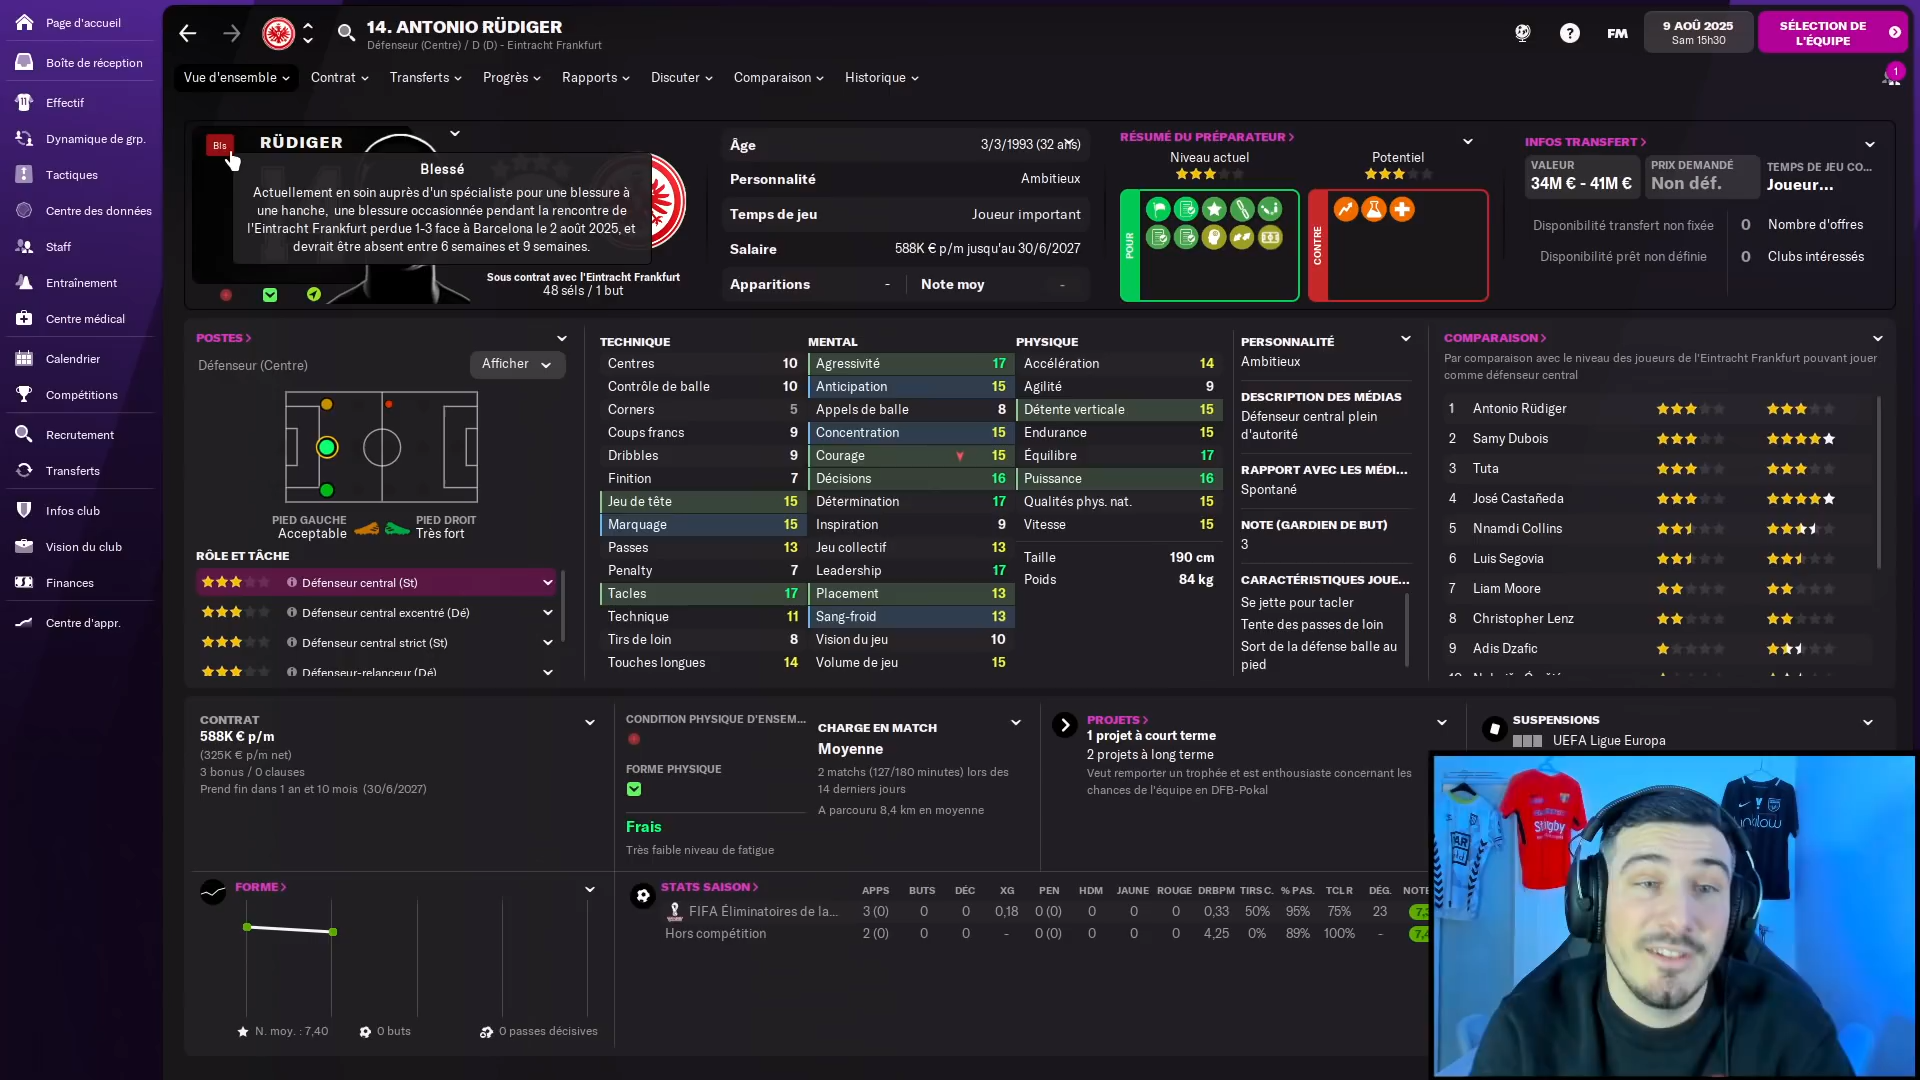 Page d'accueil
Boîte de réception
Effectif
Dynamique de grp.
Tactiques
Centre des données
Staff
Entraînement
Centre médical
Calendrier
Compétitions
Recrutement
Transferts
Infos club
Vision du club
Finances
Centre d'appr.
14. ANTONIO RÜDIGER
Défenseur (Centre) / D (D) - Eintracht Frankfurt
FM
9 AOÛ 2025
Sam 15h30
SÉLECTION DE
L'ÉQUIPE
1
Vue d'ensemble
Contrat
Transferts
Progrès
Rapports
Discuter
Comparaison
Historique
Bls
RÜDIGER
Blessé
Actuellement en soin auprès d'un spécialiste pour une blessure à
une hanche, une blessure occasionnée pendant la rencontre de
l'Eintracht Frankfurt perdue 1-3 face à Barcelona le 2 août 2025, et
devrait être absent entre 6 semaines et 9 semaines.
Sous contrat avec l'Eintracht Frankfurt
48 séls / 1 but
Âge 3/3/1993 (32 ans)
Personnalité Ambitieux
Temps de jeu Joueur important
Salaire 588K € p/m jusqu'au 30/6/2027
Apparitions - Note moy -
RÉSUMÉ DU PRÉPARATEUR >
Niveau actuel
Potentiel
POUR
CONTRE
INFOS TRANSFERT >
VALEUR
34M € - 41M €
PRIX DEMANDÉ
Non déf.
TEMPS DE JEU CO...
Joueur...
Disponibilité transfert non fixée
0 Nombre d'offres
Disponibilité prêt non définie
0 Clubs intéressés
POSTES >
Défenseur (Centre)
Afficher
PIED GAUCHE
Acceptable
PIED DROIT
Très fort
RÔLE ET TÂCHE
Défenseur central (St)
Défenseur central excentré (Dé)
Défenseur central strict (St)
Défenseur-relanceur (Dé)
TECHNIQUE
Centres 10
Contrôle de balle 10
Corners 5
Coups francs 9
Dribbles 9
Finition 7
Jeu de tête 15
Marquage 15
Passes 13
Penalty 7
Tacles 17
Technique 11
Tirs de loin 8
Touches longues 14
MENTAL
Agressivité 17
Anticipation 15
Appels de balle 8
Concentration 15
Courage 15
Décisions 16
Détermination 17
Inspiration 9
Jeu collectif 13
Leadership 17
Placement 13
Sang-froid 13
Vision du jeu 10
Volume de jeu 15
PHYSIQUE
Accélération 14
Agilité 9
Détente verticale 15
Endurance 15
Équilibre 17
Puissance 16
Qualités phys. nat. 15
Vitesse 15
Taille 190 cm
Poids 84 kg
PERSONNALITÉ
Ambitieux
DESCRIPTION DES MÉDIAS
Défenseur central plein
d'autorité
RAPPORT AVEC LES MÉDI...
Spontané
NOTE (GARDIEN DE BUT)
3
CARACTÉRISTIQUES JOUE...
Se jette pour tacler
Tente des passes de loin
Sort de la défense balle au
pied
COMPARAISON >
Par comparaison avec le niveau des joueurs de l'Eintracht Frankfurt pouvant jouer
comme défenseur central
1 Antonio Rüdiger
2 Samy Dubois
3 Tuta
4 José Castañeda
5 Nnamdi Collins
6 Luis Segovia
7 Liam Moore
8 Christopher Lenz
9 Adis Dzafic
CONTRAT
588K € p/m
(325K € p/m net)
3 bonus / 0 clauses
Prend fin dans 1 an et 10 mois (30/6/2027)
CONDITION PHYSIQUE D'ENSEM...
FORME PHYSIQUE
Frais
Très faible niveau de fatigue
CHARGE EN MATCH
Moyenne
2 matchs (127/180 minutes) lors des
14 derniers jours
A parcouru 8,4 km en moyenne
PROJETS >
1 projet à court terme
2 projets à long terme
Veut remporter un trophée et est enthousiaste concernant les
chances de l'équipe en DFB-Pokal
SUSPENSIONS
UEFA Ligue Europa
FORME >
N. moy. : 7,40
0 buts
0 passes décisives
STATS SAISON > APPS BUTS DÉC XG PEN HDM JAUNE ROUGE DRBPM TIRS C. % PAS. TCL R DÉG. NOTE
FIFA Éliminatoires de la... 3 (0) 0 0 0,18 0 (0) 0 0 0 0,33 50% 95% 75% 23
Hors compétition 2 (0) 0 0 - 0 (0) 0 0 0 4,25 0% 89% 100% -